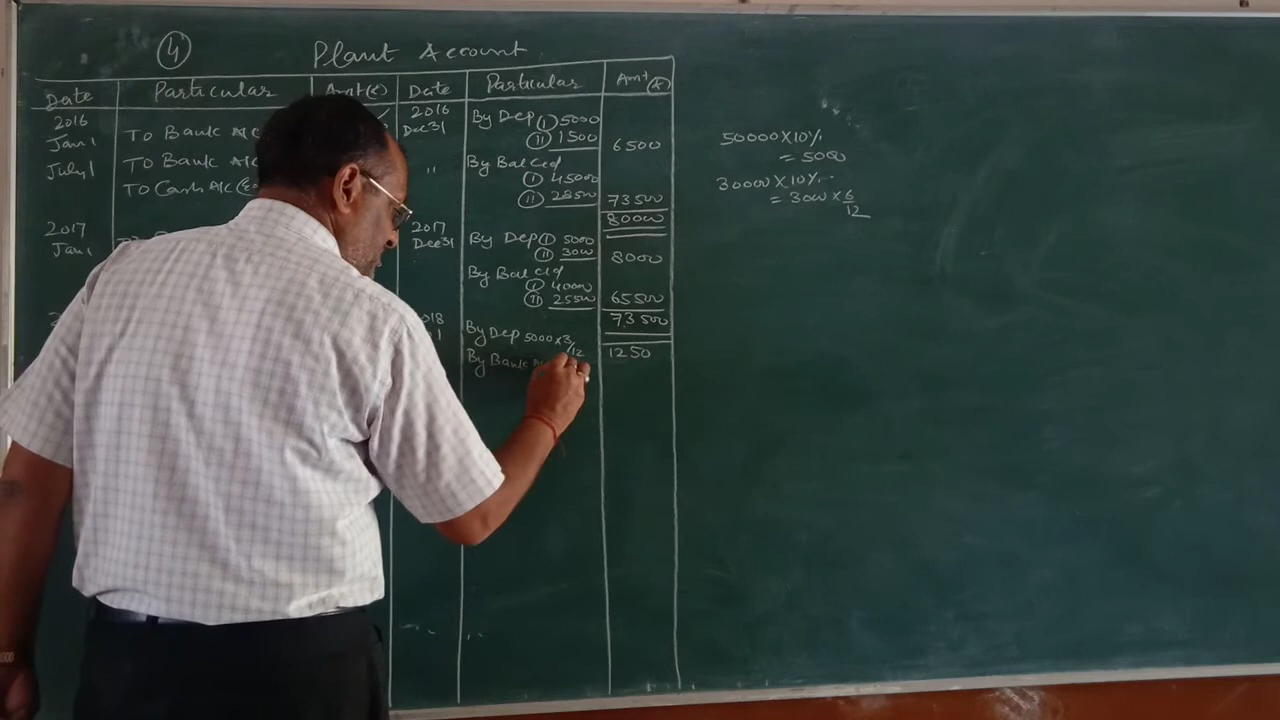 4 Plant Account
Date Particular Amt(₹) Date Particular Amt(₹)
2016
Jan 1 To Bank A/c
July 1 To Bank A/c
To Cash A/c
2017
Jan 1
2016
Dec 31 By Dep I 5000
II 1500 6500
" By Bal c/d
I 45000
II 28500 73500
80000
2017
Dec 31 By Dep I 5000
II 3000 8000
By Bal c/d
I 40000
II 25500 65500
73500
By Dep 5000 × 3/12 1250
By Bank
50000 × 10%
= 5000
30000 × 10%
= 3000 × 6/12